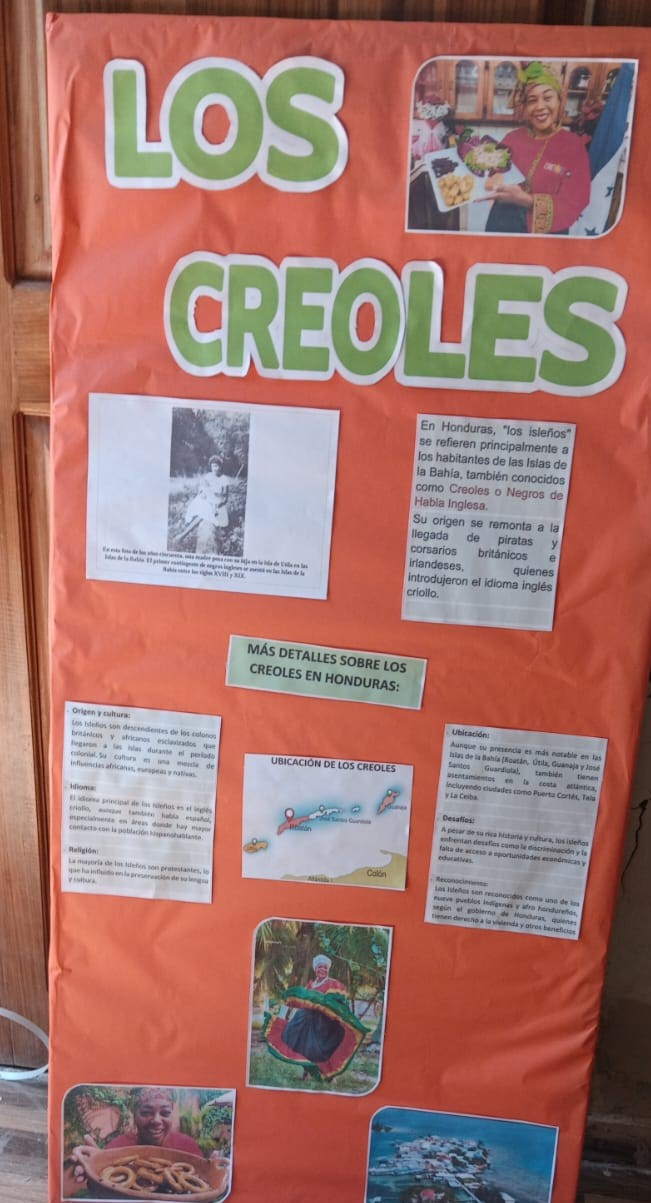 LOS
CREOLES
En esta foto de los años cincuenta, una madre posa con su hija en la isla de Utila en las
Islas de la Bahía. El primer contingente de negros ingleses se asentó en las Islas de la
Bahía entre los siglos XVIII y XIX.
En Honduras, "los isleños"
se refieren principalmente a
los habitantes de las Islas de
la Bahía, también conocidos
como Creoles o Negros de
Habla Inglesa.
Su origen se remonta a la
llegada de piratas y
corsarios británicos e
irlandeses, quienes
introdujeron el idioma inglés
criollo.
MÁS DETALLES SOBRE LOS
CREOLES EN HONDURAS:
Origen y cultura:
Los Isleños son descendientes de los colonos
británicos y africanos esclavizados que
llegaron a las islas durante el período
colonial. Su cultura es una mezcla de
influencias africanas, europeas y nativas.
Idioma:
El idioma principal de los isleños es el inglés
criollo, aunque también habla español,
especialmente en áreas donde hay mayor
contacto con la población hispanohablante.
Religión:
La mayoría de los isleños son protestantes, lo
que ha influido en la preservación de su lengua
y cultura.
UBICACIÓN DE LOS CREOLES
Guanaja
Santos Guardiola
Roatán
Atlántida
Colón
Ubicación:
Aunque su presencia es más notable en las
Islas de la Bahía (Roatán, Útila, Guanaja y José
Santos Guardiola), también tienen
asentamientos en la costa atlántica,
incluyendo ciudades como Puerto Cortés, Tela
y La Ceiba.
Desafíos:
A pesar de su rica historia y cultura, los isleños
enfrentan desafíos como la discriminación y la
falta de acceso a oportunidades económicas y
educativas.
Reconocimiento:
Los Isleños son reconocidos como uno de los
nueve pueblos indígenas y afro hondureños,
según el gobierno de Honduras, quienes
tienen derecho a la vivienda y otros beneficios